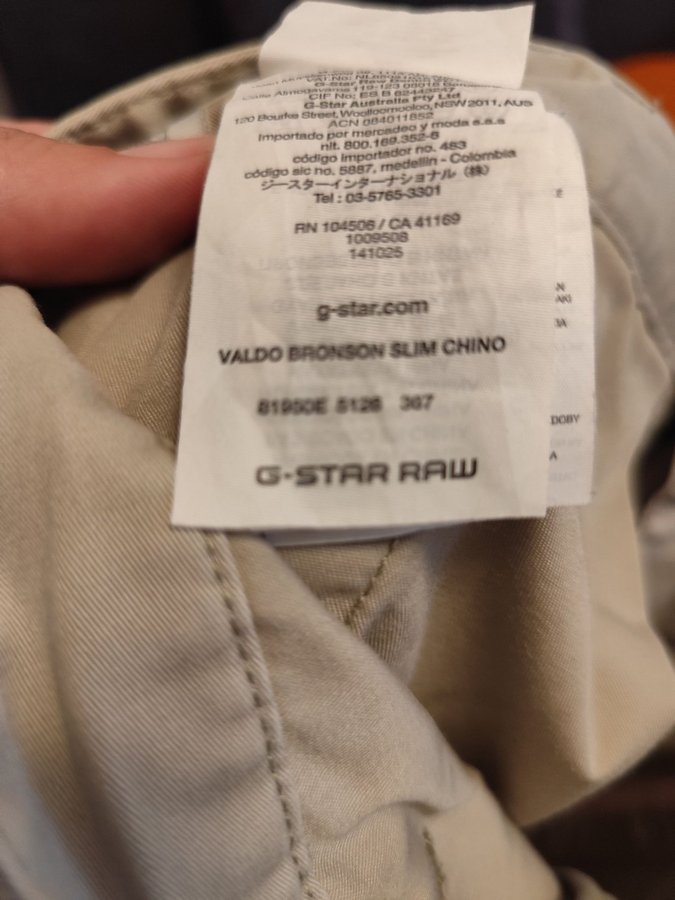 G-Star Australia Pty Ltd
120 Bourke Street, Woolloomooloo, NSW 2011, AUS
ACN 084011852
Importado por mercadeo y moda s.a.s
nit. 800.169.352-8
código importador no. 483
código sic no. 5887, medellin - Colombia
ジースターインターナショナル (株)
Tel : 03-5765-3301
RN 104506 / CA 41169
1009508
141025
g-star.com
VALDO BRONSON SLIM CHINO
81950E 5126 367
G-STAR RAW
DOBY